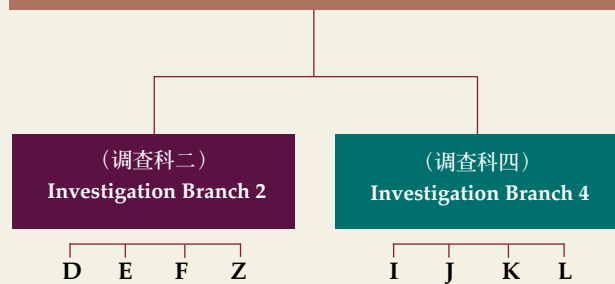 （调查科二）
Investigation Branch 2
（调查科四）
Investigation Branch 4
D E F Z
I J K L